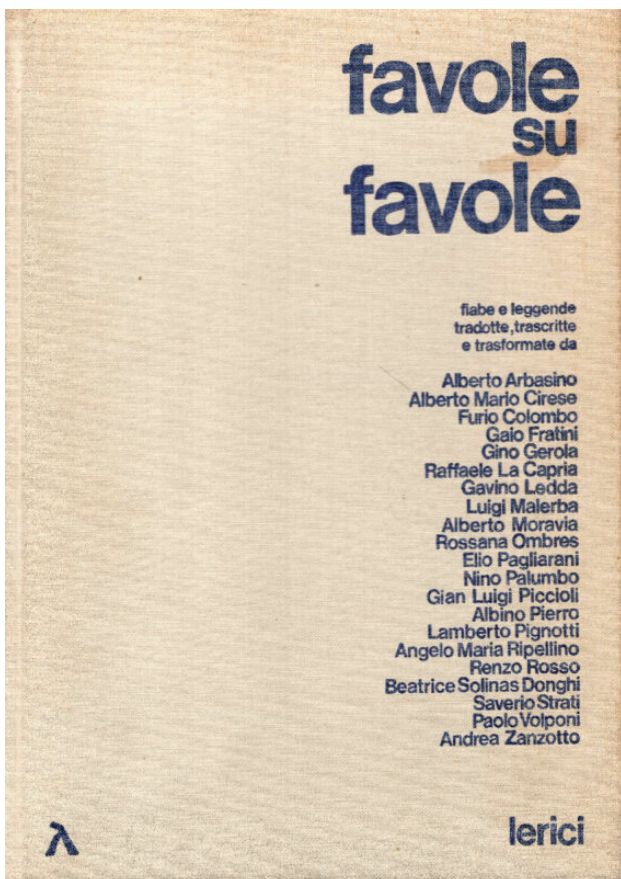 favole
su
favole
fiabe e leggende
tradotte,trascritte
e trasformate da
Alberto Arbasino
Alberto Mario Cirese
Furio Colombo
Gaio Fratini
Gino Gerola
Raffaele La Capria
Gavino Ledda
Luigi Malerba
Alberto Moravia
Rossana Ombres
Elio Pagliarani
Nino Palumbo
Gian Luigi Piccioli
Albino Pierro
Lamberto Pignotti
Angelo Maria Ripellino
Renzo Rosso
Beatrice Solinas Donghi
Saverio Strati
Paolo Volponi
Andrea Zanzotto
λ
lerici